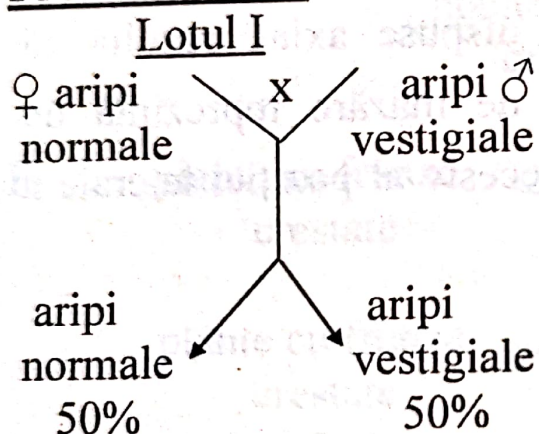 Lotul I
♀ aripi x aripi ♂
normale vestigiale
aripi aripi
normale vestigiale
50% 50%